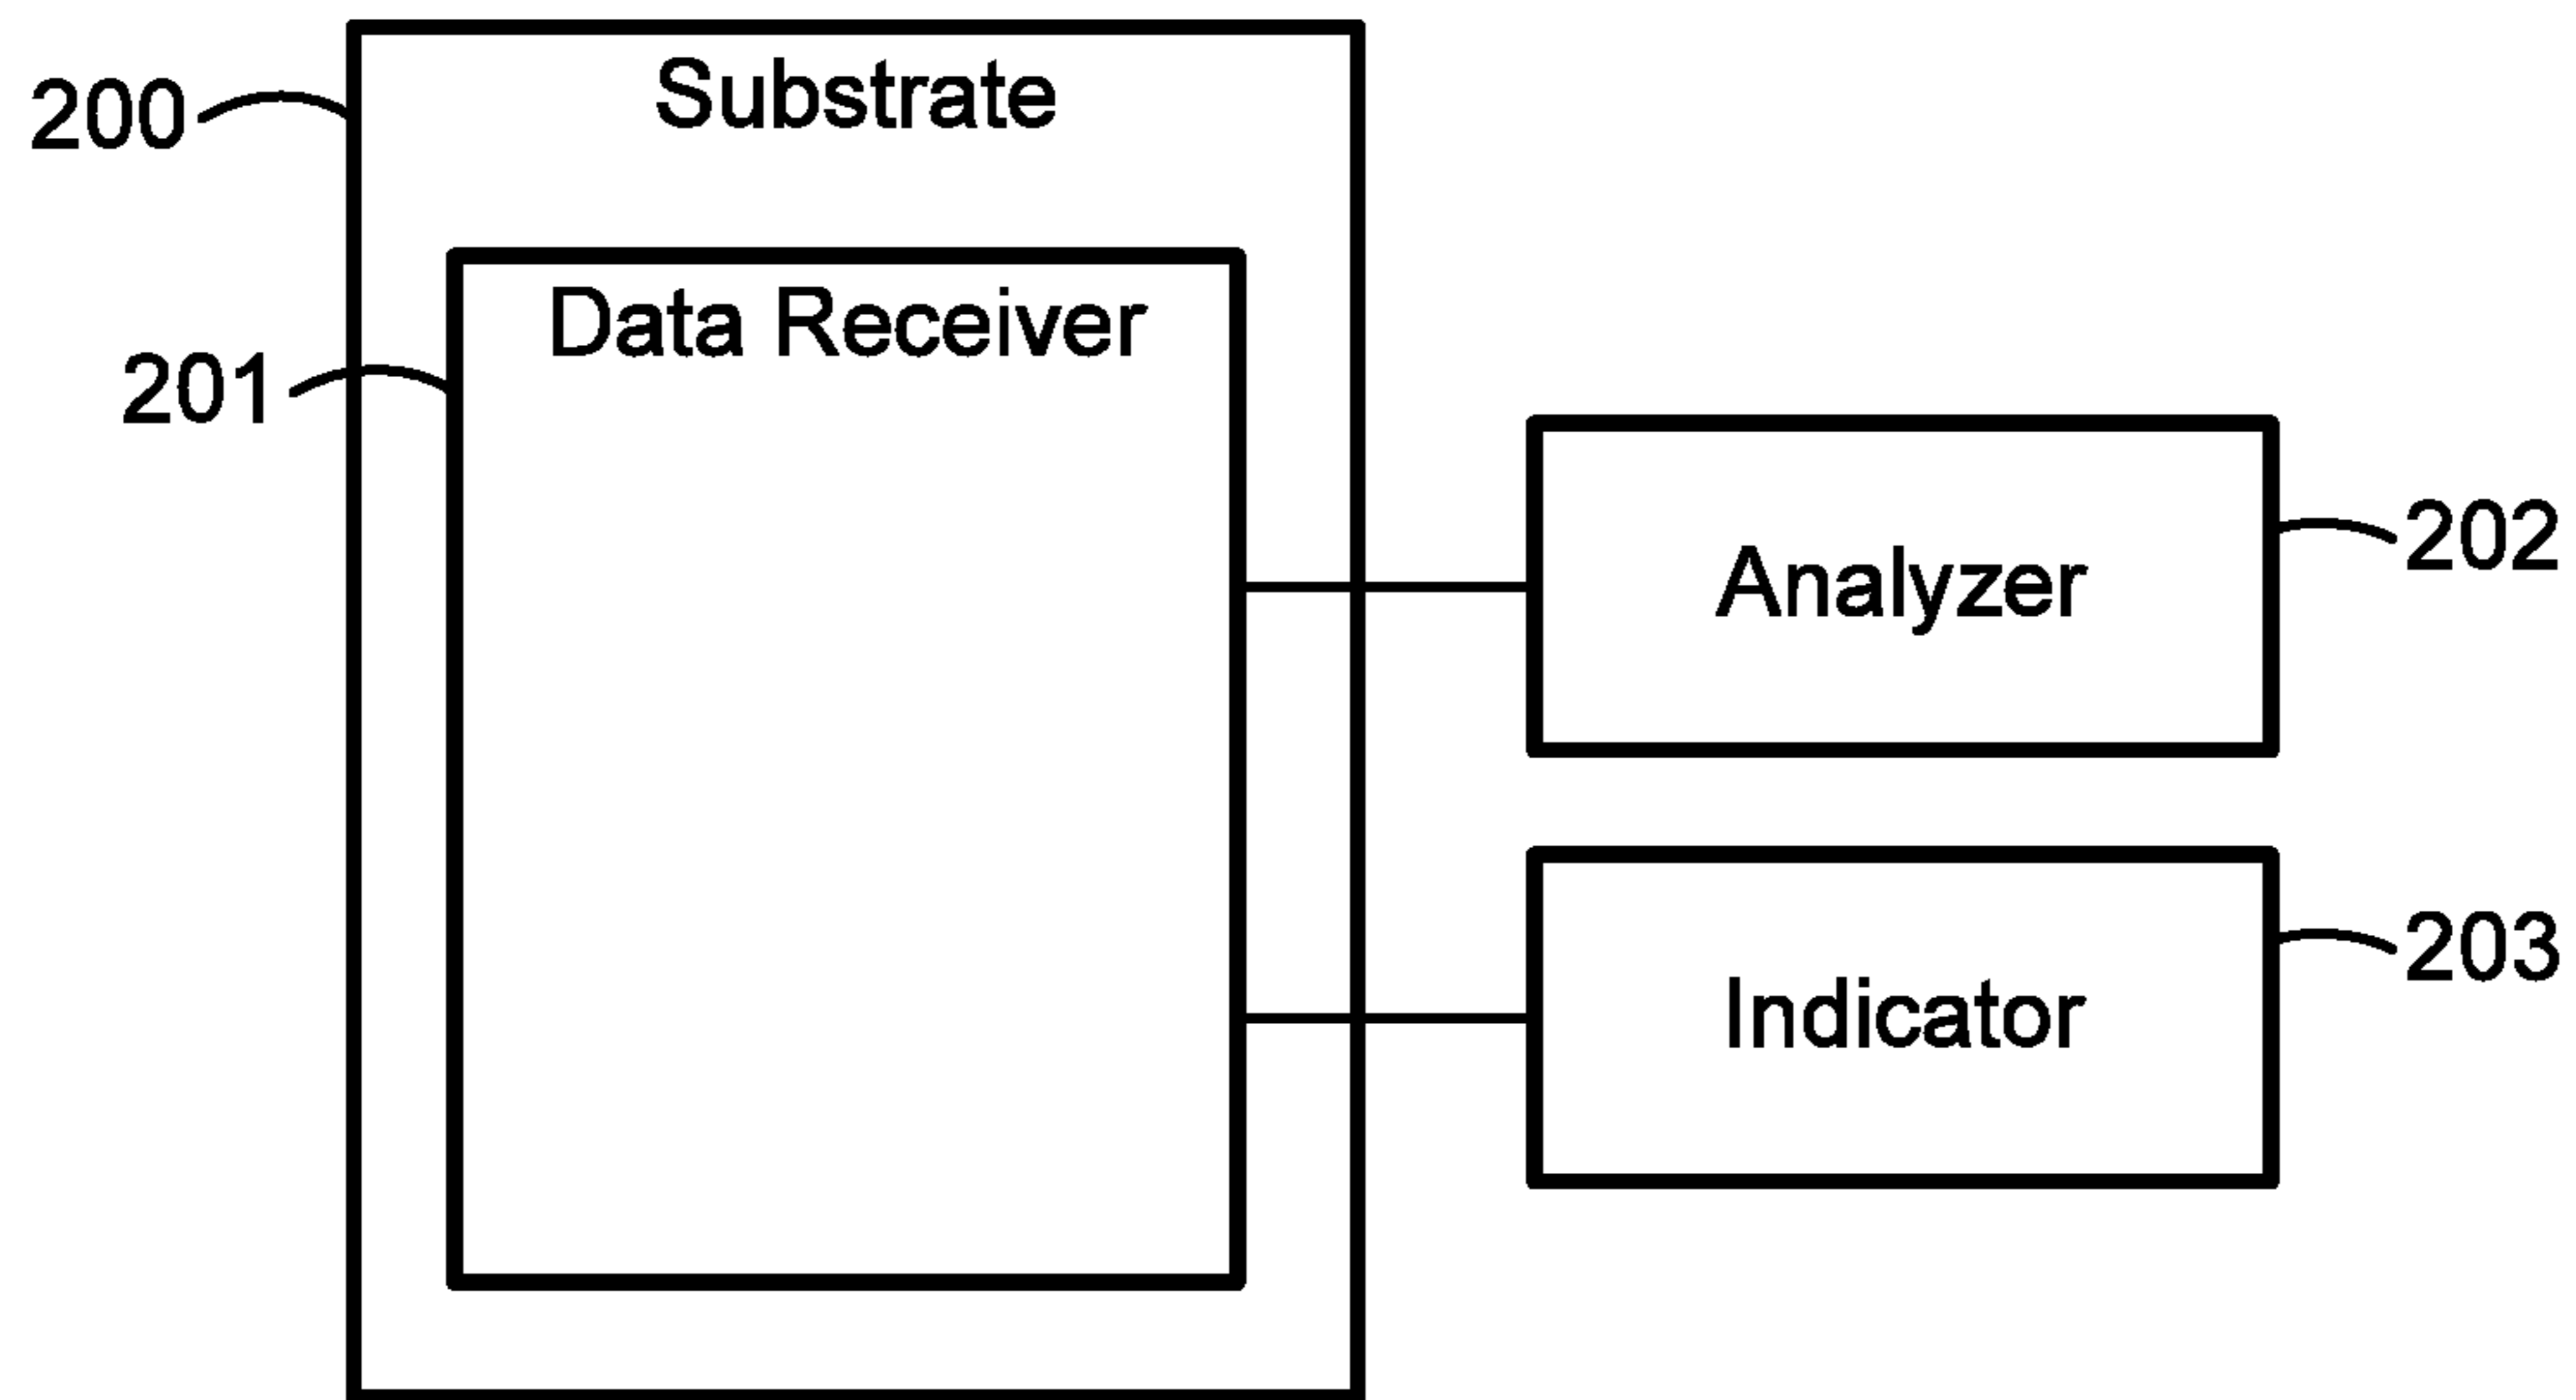 Substrate
200
Data Receiver
201
Analyzer
202
Indicator
203